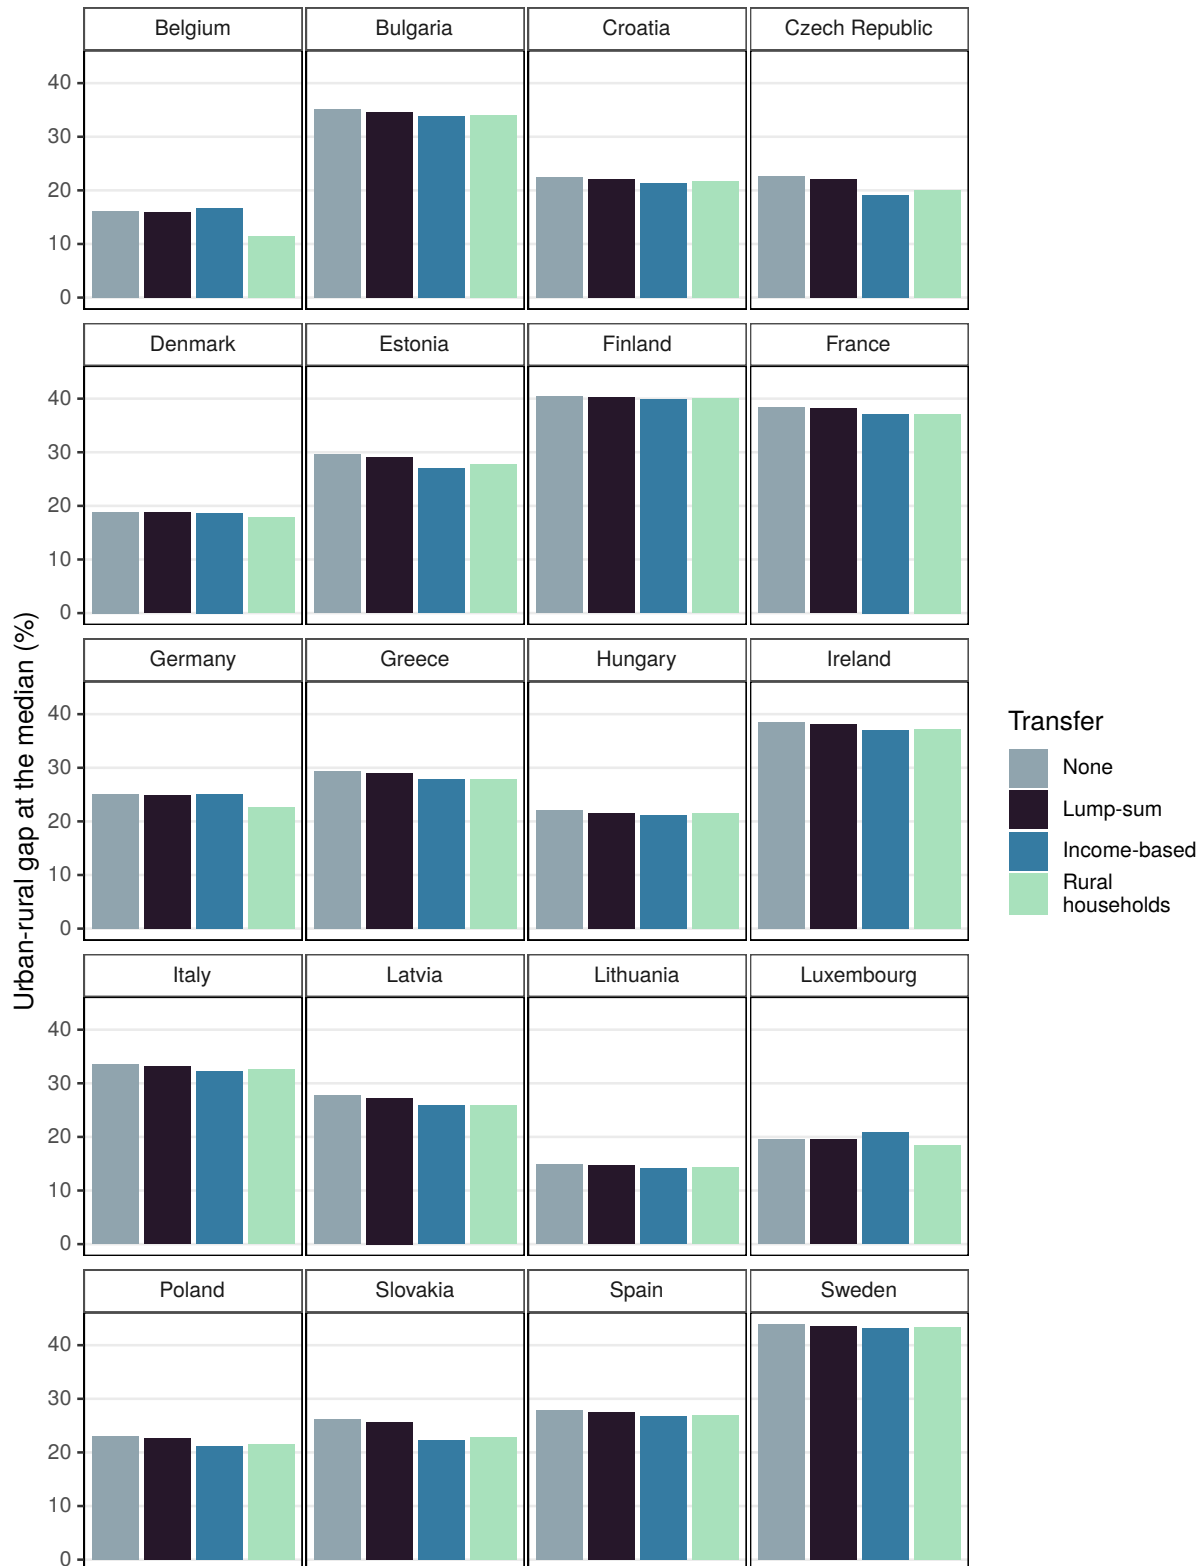 Belgium Bulgaria Croatia Czech Republic
40
30
20
10
0
Denmark Estonia Finland France
40
30
20
10
0
Urban-rural gap at the median (%)
Germany Greece Hungary Ireland
40
30
20
10
0
Italy Latvia Lithuania Luxembourg
40
30
20
10
0
Poland Slovakia Spain Sweden
40
30
20
10
0
Transfer
None
Lump-sum
Income-based
Rural
households